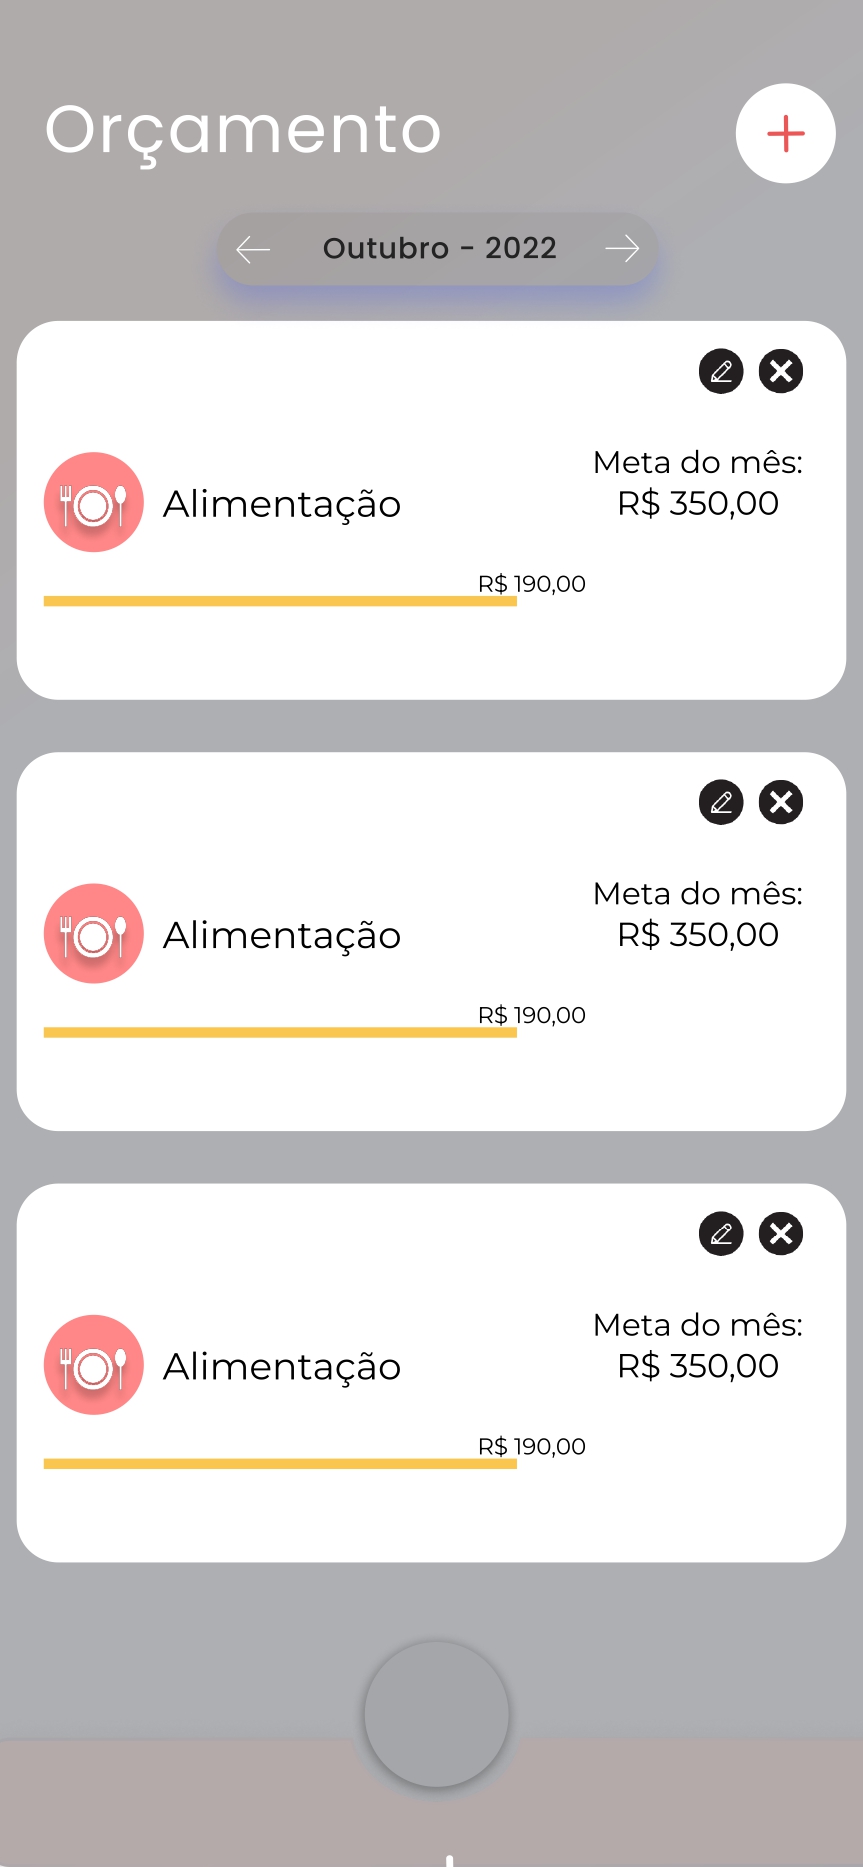 Orçamento
Outubro - 2022
Alimentação
Meta do mês:
R$ 350,00
R$ 190,00
Alimentação
Meta do mês:
R$ 350,00
R$ 190,00
Alimentação
Meta do mês:
R$ 350,00
R$ 190,00